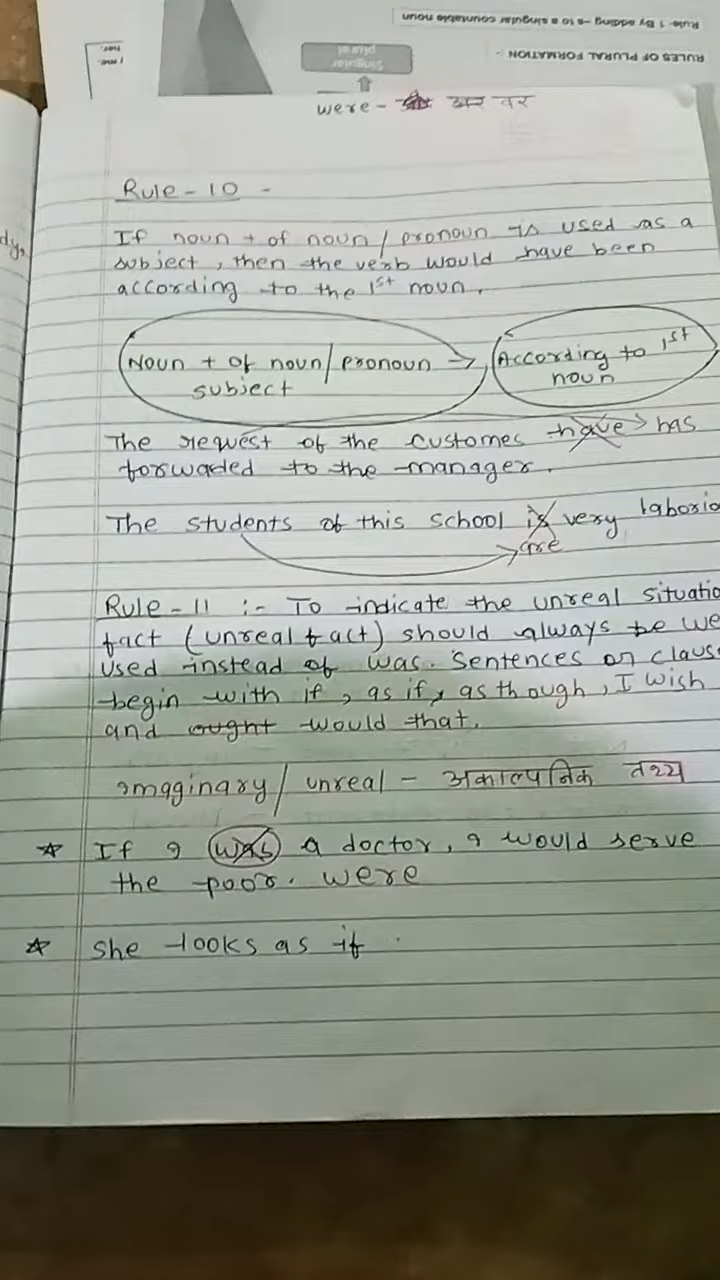 Rule-1 By adding -s to a singular countable noun
RULES OF PLURAL FORMATION -
Singular
plural
were - अर वर
Rule - 10 -
If noun + of noun / pronoun is used as a
subject, then the verb would have been
according to the 1st noun.
Noun + of noun/pronoun → According to 1st
subject noun
The request of the customes have → has
forwaded to the manager.
The students of this school is very laborio
are
Rule - 11 :- To indicate the unreal situatio
fact (unreal fact) should always be we
used instead of was. Sentences or claus
begin with if, as if, as though, I wish
and ought would that.
imaginary / unreal - अकाल्पनिक तथ्य
☆ If I was a doctor, I would serve
the poor. were
☆ She looks as if